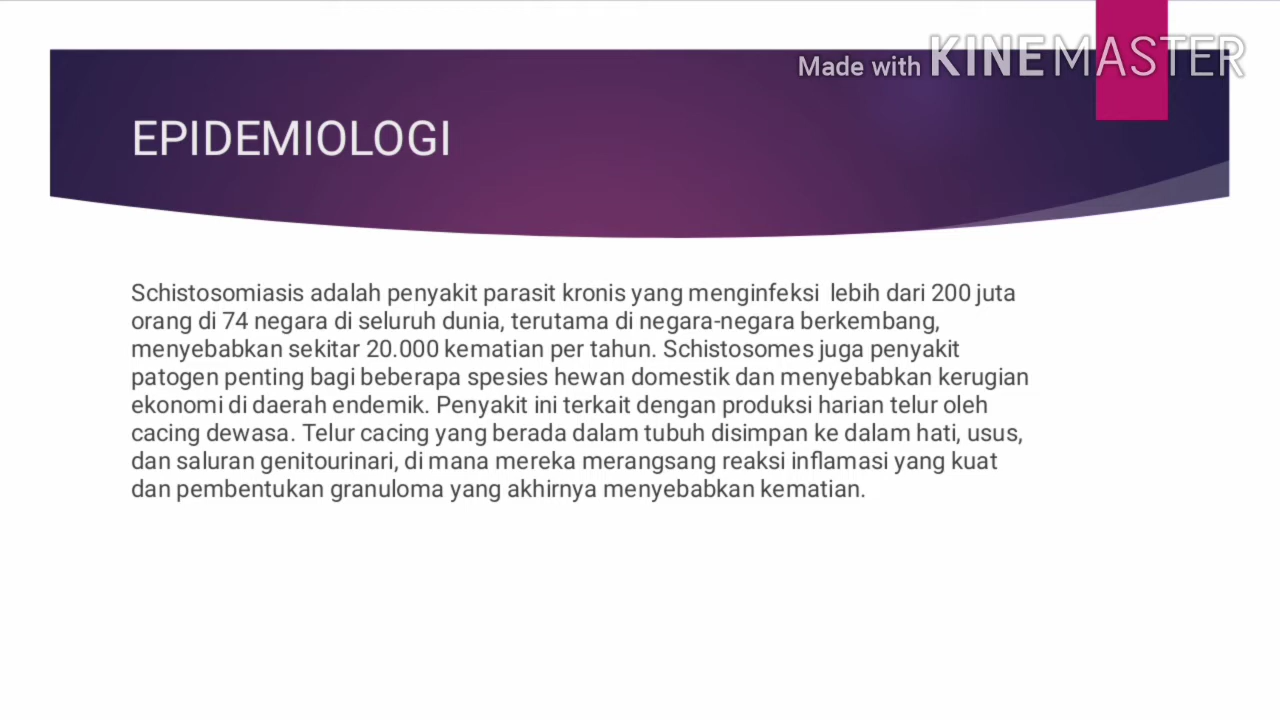 Made with KINEMASTER
EPIDEMIOLOGI
Schistosomiasis adalah penyakit parasit kronis yang menginfeksi  lebih dari 200 juta
orang di 74 negara di seluruh dunia, terutama di negara-negara berkembang,
menyebabkan sekitar 20.000 kematian per tahun. Schistosomes juga penyakit
patogen penting bagi beberapa spesies hewan domestik dan menyebabkan kerugian
ekonomi di daerah endemik. Penyakit ini terkait dengan produksi harian telur oleh
cacing dewasa. Telur cacing yang berada dalam tubuh disimpan ke dalam hati, usus,
dan saluran genitourinari, di mana mereka merangsang reaksi inflamasi yang kuat
dan pembentukan granuloma yang akhirnya menyebabkan kematian.